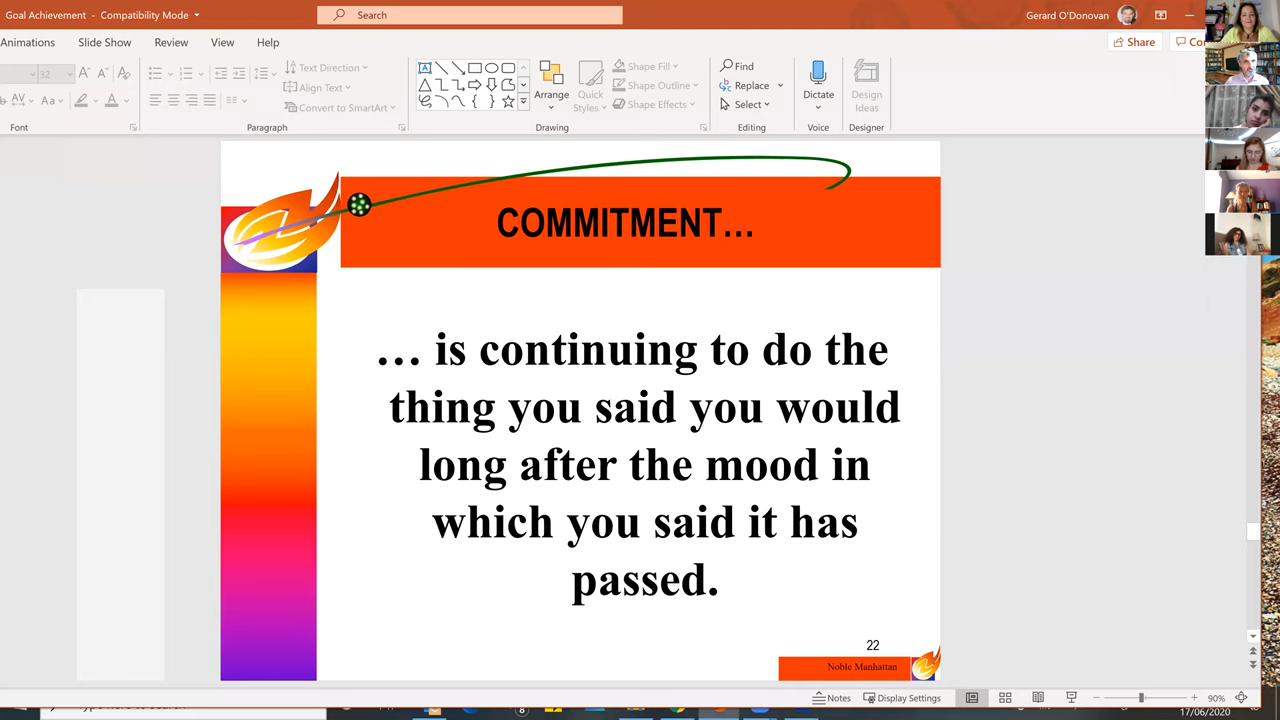 Goal Achievement - Compatibility Mode
Search
Gerard O'Donovan
Animations Slide Show Review View Help
Share
32
Aa
Text Direction
Align Text
Convert to SmartArt
Arrange
Quick Styles
Shape Fill
Shape Outline
Shape Effects
Find
Replace
Select
Dictate
Design Ideas
Font Paragraph Drawing Editing Voice Designer
COMMITMENT…
… is continuing to do the
thing you said you would
long after the mood in
which you said it has
passed.
22
Noble Manhattan
Notes Display Settings 90%
17/06/2020